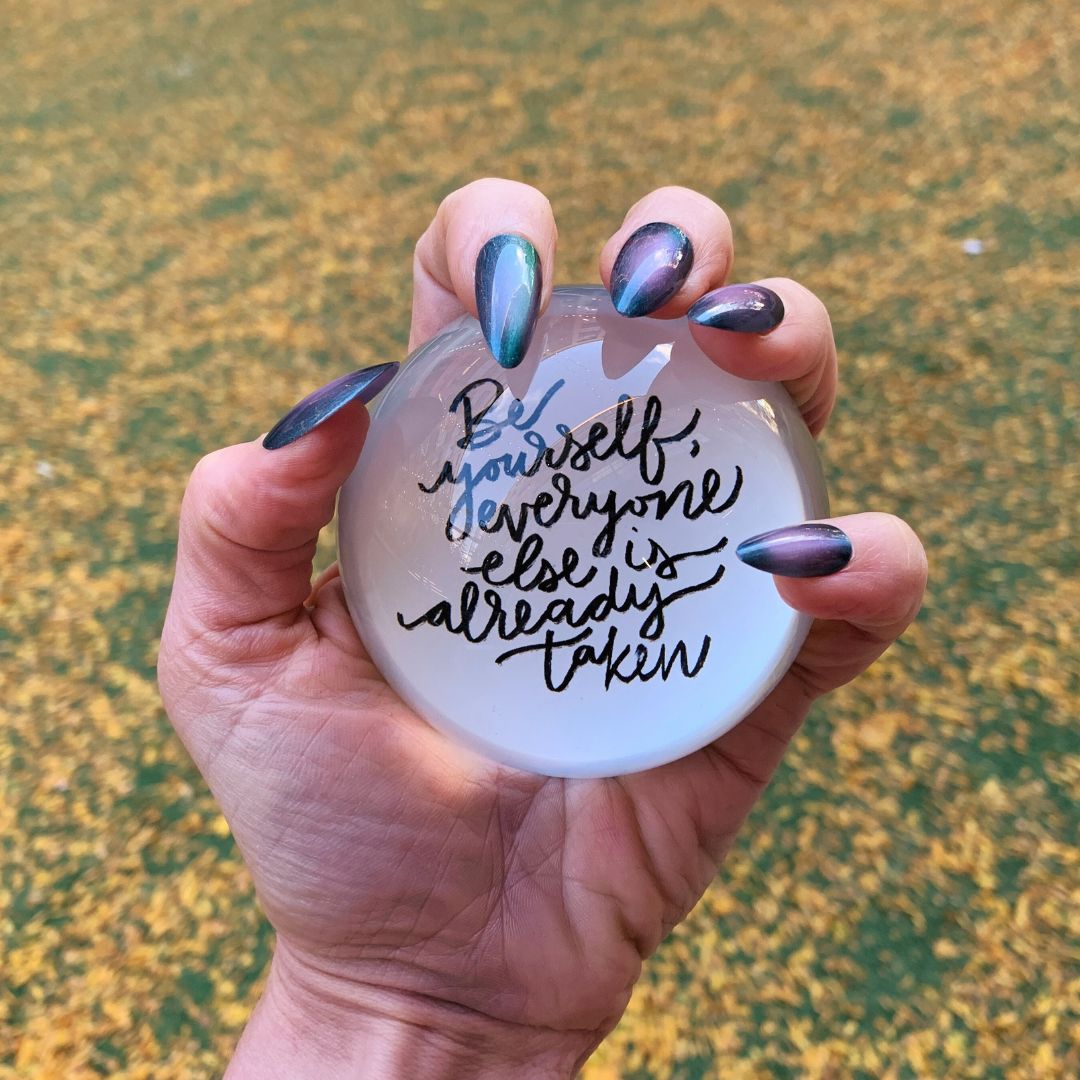 Be
yourself,
everyone
else is
already
taken